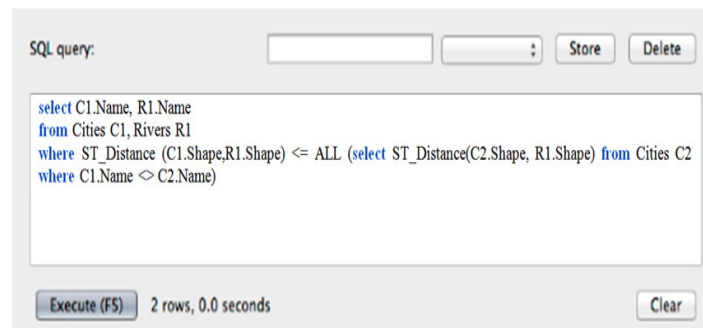 SQL query:
Store
Delete
select C1.Name, R1.Name
from Cities C1, Rivers R1
where ST_Distance (C1.Shape,R1.Shape) <= ALL (select ST_Distance(C2.Shape, R1.Shape) from Cities C2
where C1.Name <> C2.Name)
Execute (F5)
2 rows, 0.0 seconds
Clear